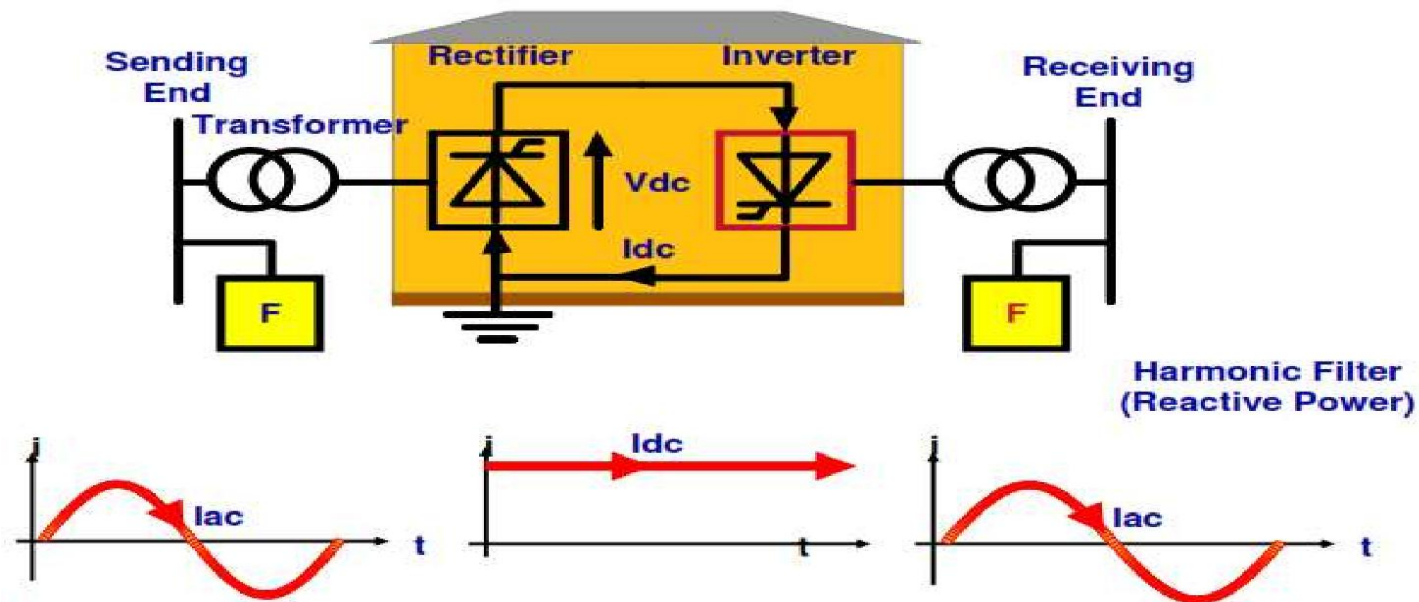 Sending
End
Rectifier
Inverter
Receiving
End
Transformer
Vdc
Idc
F
F
Harmonic Filter
(Reactive Power)
i
Iac
t
i
Idc
t
i
Iac
t